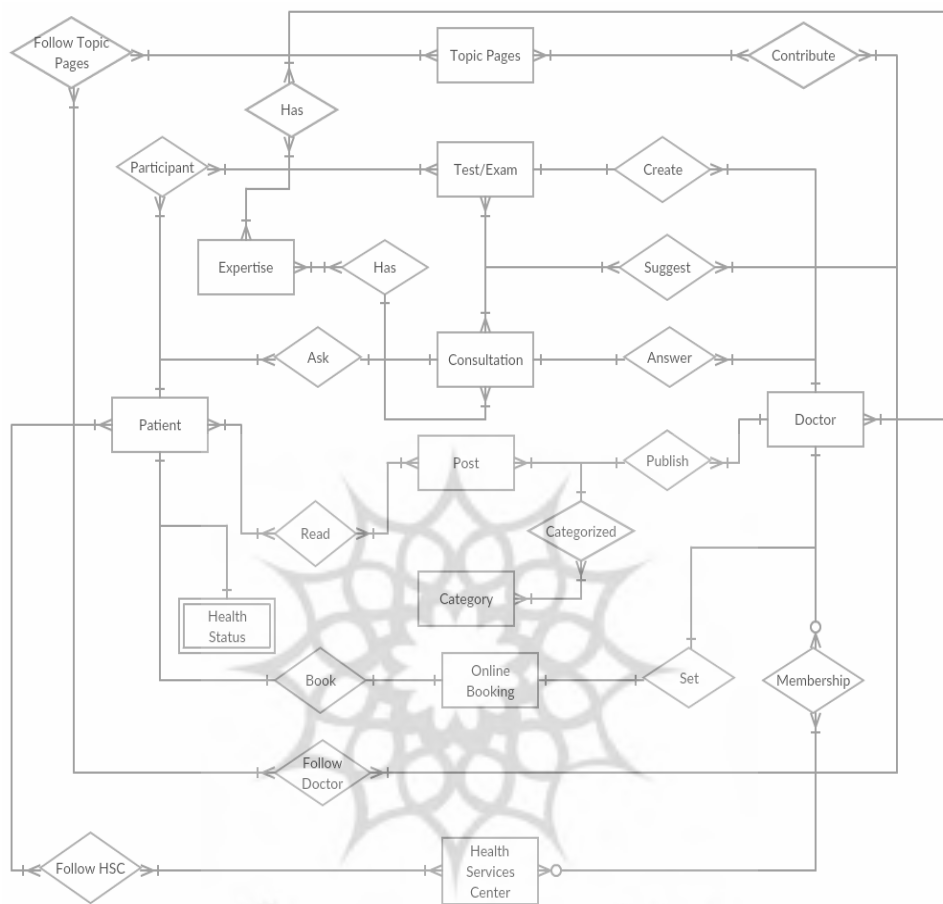 Follow Topic
Pages
Topic Pages
Contribute
Has
Participant
Test/Exam
Create
Expertise
Has
Suggest
Ask
Consultation
Answer
Patient
Doctor
Post
Publish
Read
Categorized
Category
Health
Status
Book
Online
Booking
Set
Membership
Follow
Doctor
Follow HSC
Health
Services
Center